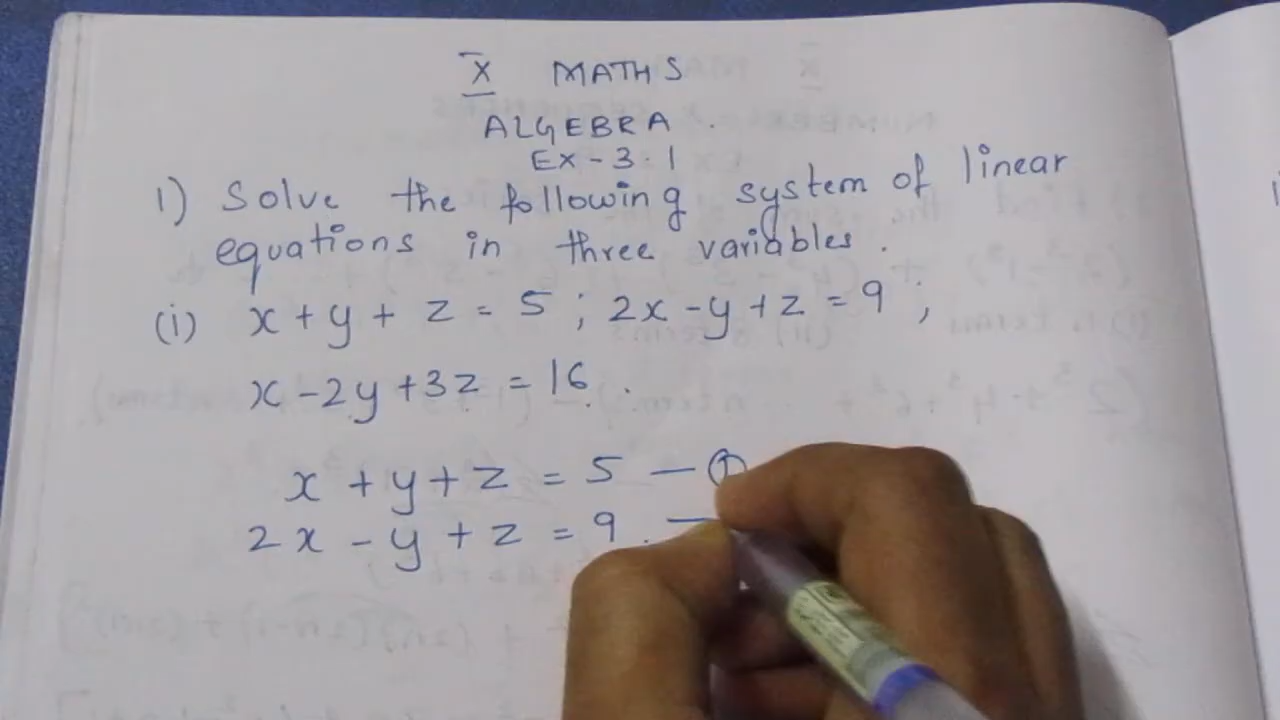 X MATHS
ALGEBRA.
Ex-3.1
1) Solve the following system of linear
equations in three variables.
(i) x+y+z=5; 2x-y+z=9;
x-2y+3z=16.
x+y+z=5 —①
2x-y+z=9. —